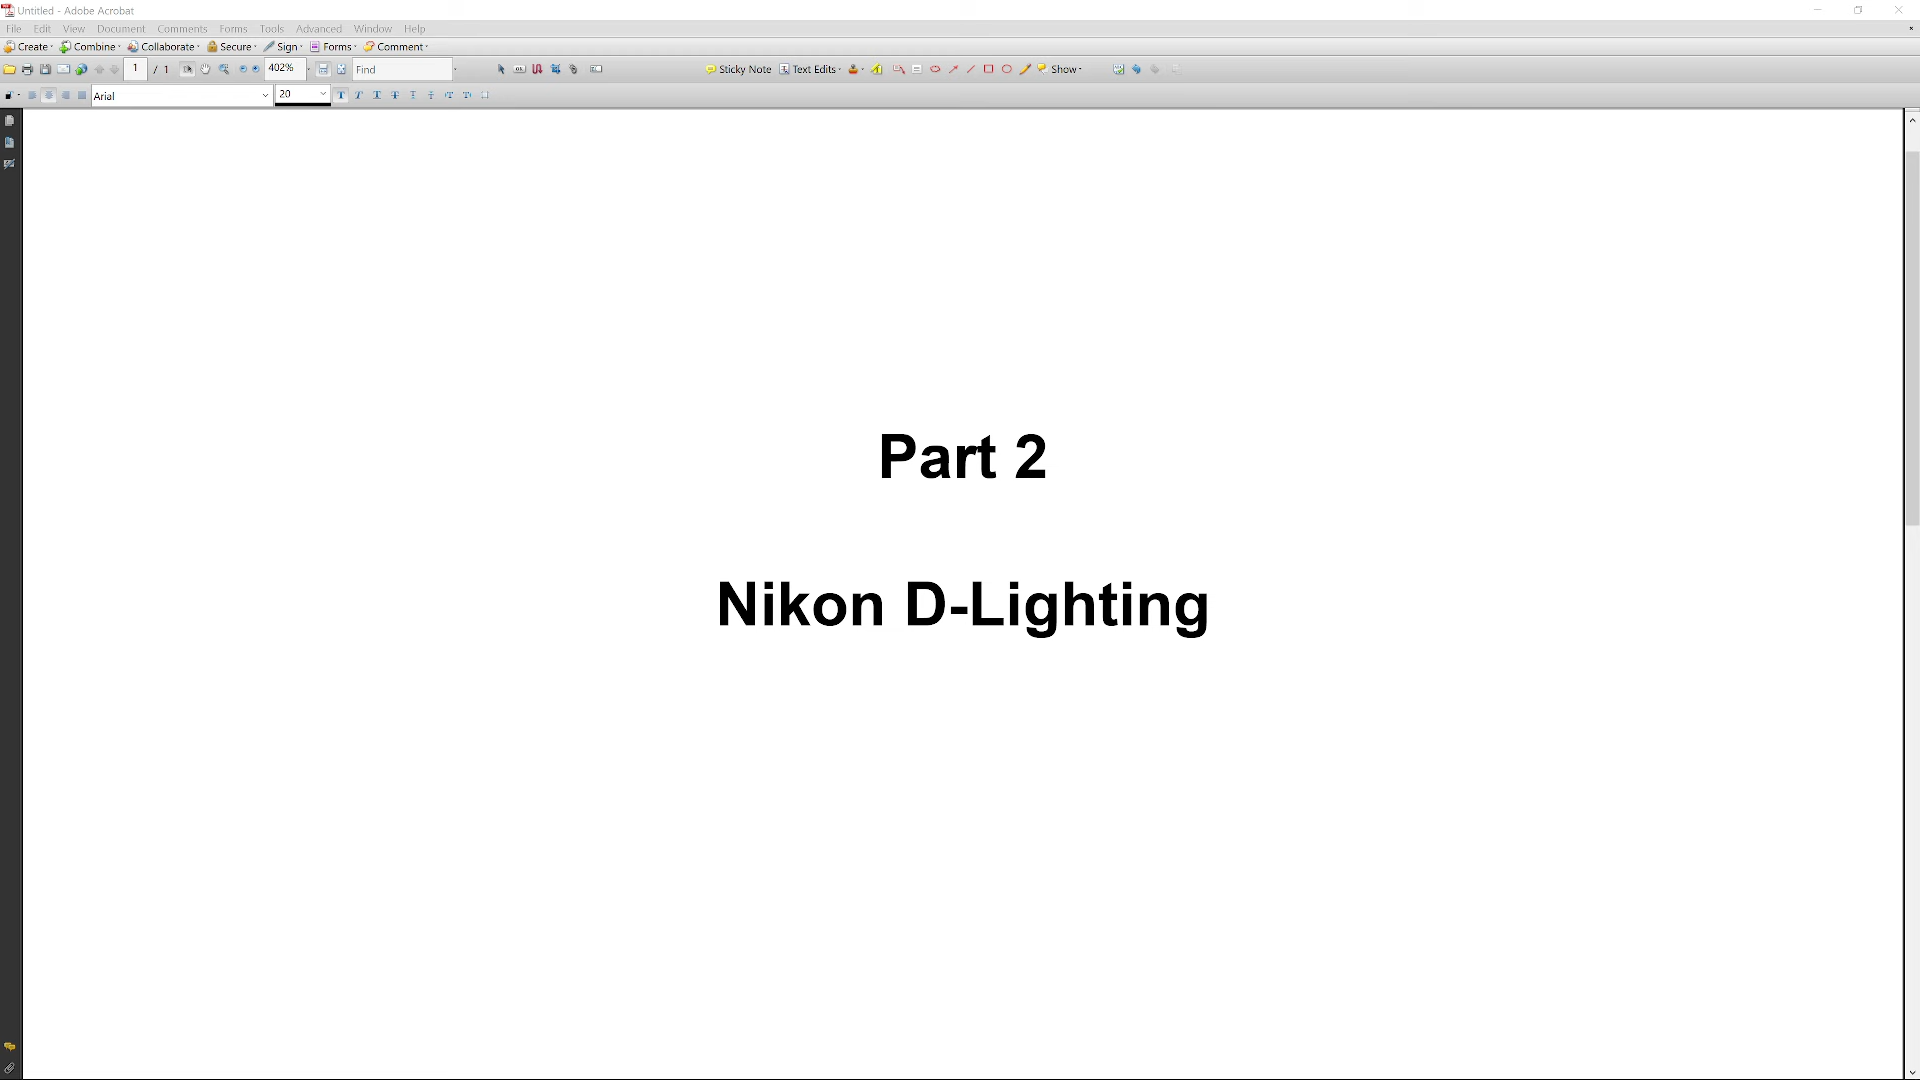 Untitled - Adobe Acrobat
File Edit View Document Comments Forms Tools Advanced Window Help
Create Combine Collaborate Secure Sign Forms Comment
1 / 1 402% Find Sticky Note Text Edits Show
Arial 20
Part 2
Nikon D-Lighting